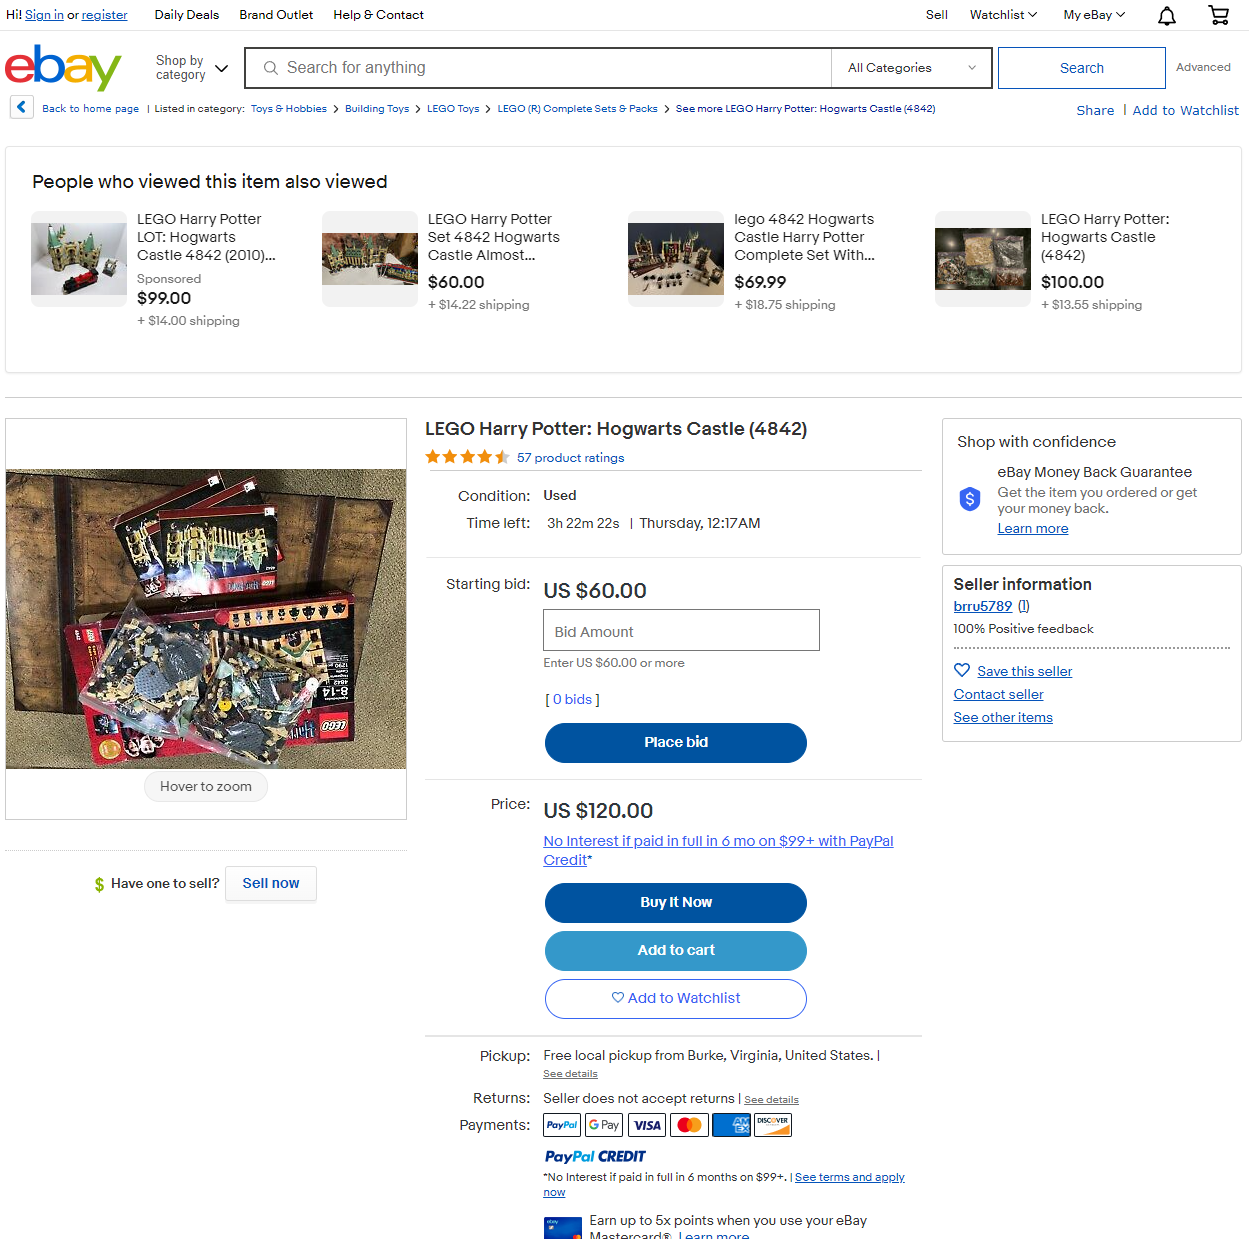 Hi! Sign in or register Daily Deals Brand Outlet Help & Contact Sell Watchlist My eBay
ebay
Shop by category
Search for anything
All Categories
Search
Advanced
Back to home page | Listed in category: Toys & Hobbies > Building Toys > LEGO Toys > LEGO (R) Complete Sets & Packs > See more LEGO Harry Potter: Hogwarts Castle (4842)
Share | Add to Watchlist
People who viewed this item also viewed
LEGO Harry Potter
LOT: Hogwarts
Castle 4842 (2010)...
Sponsored
$99.00
+ $14.00 shipping
LEGO Harry Potter
Set 4842 Hogwarts
Castle Almost...
$60.00
+ $14.22 shipping
lego 4842 Hogwarts
Castle Harry Potter
Complete Set With...
$69.99
+ $18.75 shipping
LEGO Harry Potter:
Hogwarts Castle
(4842)
$100.00
+ $13.55 shipping
Hover to zoom
$ Have one to sell? Sell now
LEGO Harry Potter: Hogwarts Castle (4842)
57 product ratings
Condition: Used
Time left: 3h 22m 22s | Thursday, 12:17AM
Starting bid: US $60.00
Bid Amount
Enter US $60.00 or more
[ 0 bids ]
Place bid
Price: US $120.00
No Interest if paid in full in 6 mo on $99+ with PayPal
Credit*
Buy It Now
Add to cart
Add to Watchlist
Pickup: Free local pickup from Burke, Virginia, United States. |
See details
Returns: Seller does not accept returns | See details
Payments: PayPal G Pay VISA AM EX DISCOVER
PayPal CREDIT
*No Interest if paid in full in 6 months on $99+. | See terms and apply
now
ebay
Earn up to 5x points when you use your eBay
Mastercard®. Learn more
Shop with confidence
eBay Money Back Guarantee
Get the item you ordered or get
your money back.
Learn more
Seller information
brru5789 (1)
100% Positive feedback
Save this seller
Contact seller
See other items
LEGO
8-14
4842
LEGO